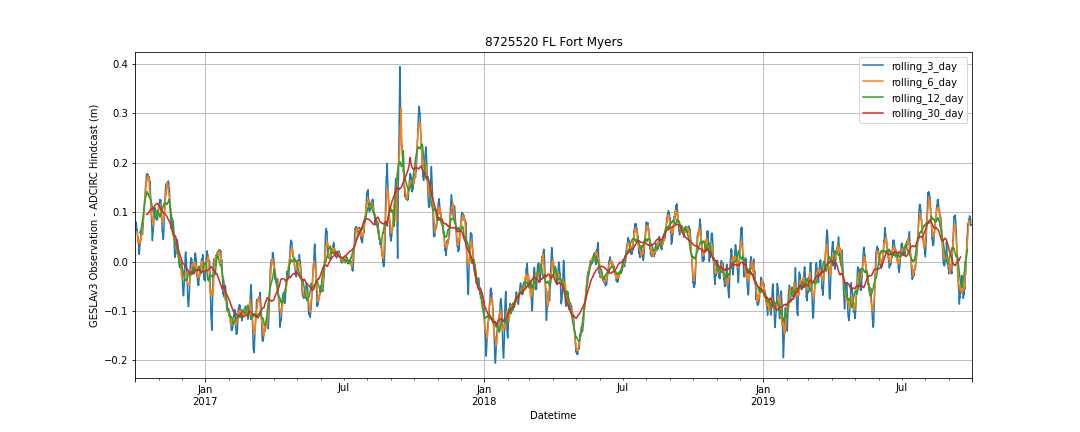 8725520 FL Fort Myers
GESLAv3 Observation - ADCIRC Hindcast (m)
0.4
0.3
0.2
0.1
0.0
−0.1
−0.2
rolling_3_day
rolling_6_day
rolling_12_day
rolling_30_day
Jan
2017
Jul
Jan
2018
Jul
Jan
2019
Jul
Datetime